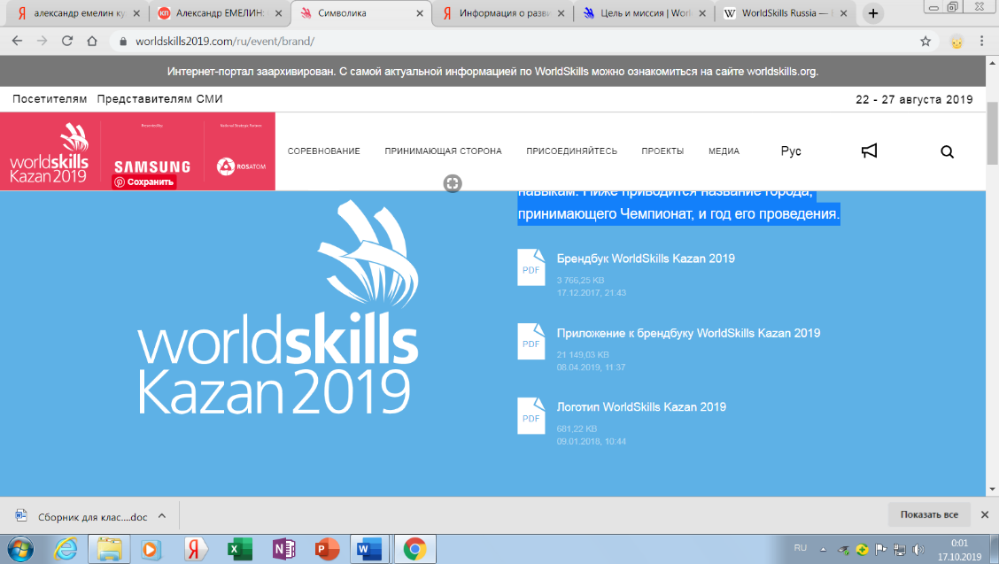 александр емелин ку
Александр ЕМЕЛИН:
Символика
Информация о разви
Цель и миссия | Worl
WorldSkills Russia —
worldskills2019.com/ru/event/brand/
Интернет-портал заархивирован. С самой актуальной информацией по WorldSkills можно ознакомиться на сайте worldskills.org.
Посетителям Представителям СМИ
22 - 27 августа 2019
worldskills
Kazan 2019
Presented by
SAMSUNG
Сохранить
National Strategic Partner
ROSATOM
СОРЕВНОВАНИЕ ПРИНИМАЮЩАЯ СТОРОНА ПРИСОЕДИНЯЙТЕСЬ ПРОЕКТЫ МЕДИА Рус
навыкам. Ниже приводится название города,
принимающего Чемпионат, и год его проведения.
worldskills
Kazan 2019
PDF
Брендбук WorldSkills Kazan 2019
3 766,25 KB
17.12.2017, 21:43
PDF
Приложение к брендбуку WorldSkills Kazan 2019
21 149,03 KB
08.04.2019, 11:37
PDF
Логотип WorldSkills Kazan 2019
681,22 KB
09.01.2018, 10:44
Сборник для клас....doc
Показать все
RU
0:01
17.10.2019